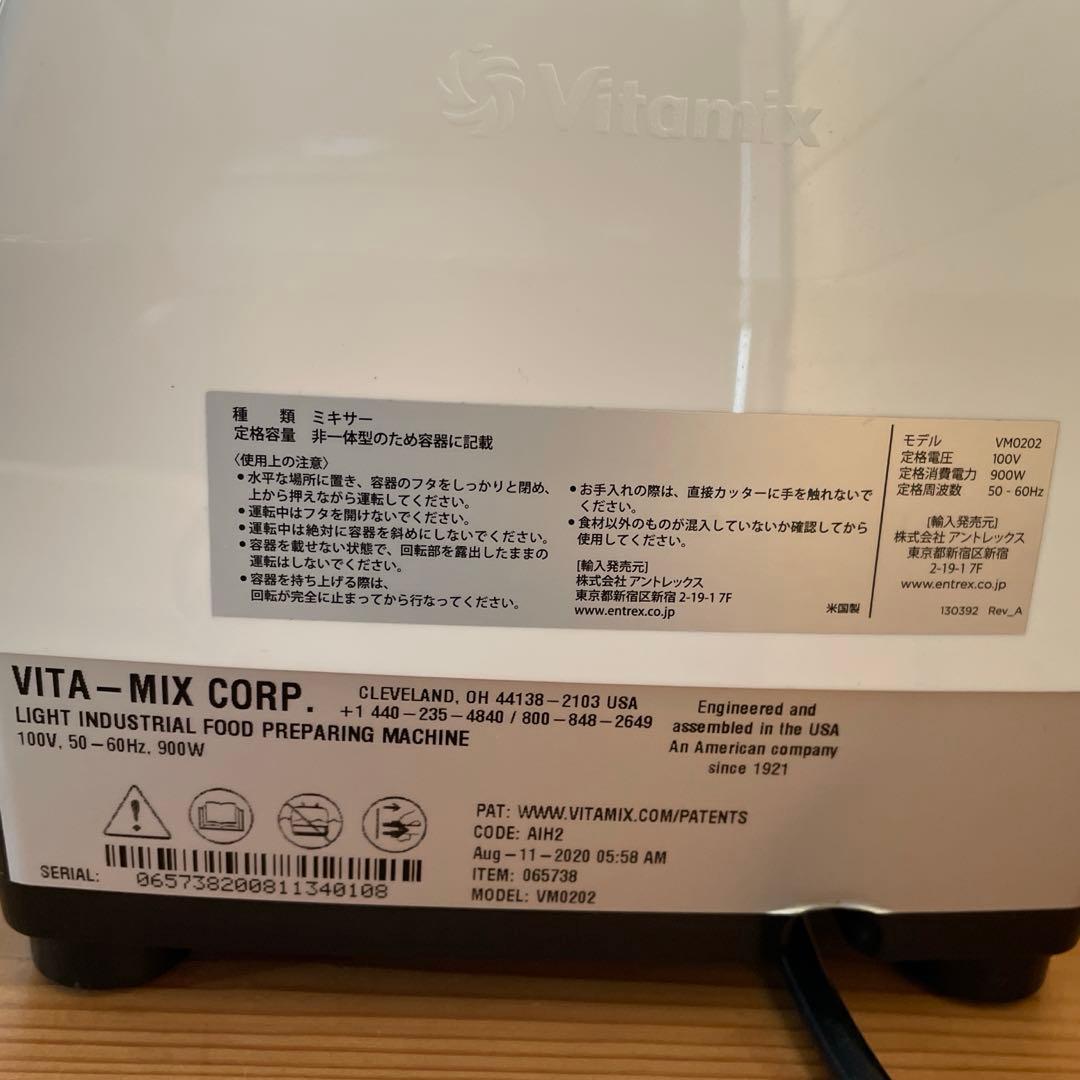 Vitamix
種 類 ミキサー
定格容量 非一体型のため容器に記載
〈使用上の注意〉
●水平な場所に置き、容器のフタをしっかりと閉め、
上から押えながら運転してください。
●運転中はフタを開けないでください。
●運転中は絶対に容器を斜めにしないでください。
●容器を載せない状態で、回転部を露出したままの
運転はしないでください。
●容器を持ち上げる際は、
回転が完全に止まってから行なってください。
●お手入れの際は、直接カッターに手を触れないで
ください。
●食材以外のものが混入していないか確認してから
使用してください。
[輸入発売元]
株式会社 アントレックス
東京都新宿区新宿 2-19-1 7F
www.entrex.co.jp
米国製
モデル VM0202
定格電圧 100V
定格消費電力 900W
定格周波数 50 - 60Hz
[輸入発売元]
株式会社 アントレックス
東京都新宿区新宿
2-19-1 7F
www.entrex.co.jp
130392 Rev_A
VITA-MIX CORP.
CLEVELAND, OH 44138-2103 USA
+1 440-235-4840 / 800-848-2649
LIGHT INDUSTRIAL FOOD PREPARING MACHINE
100V, 50-60Hz, 900W
Engineered and
assembled in the USA
An American company
since 1921
PAT: WWW.VITAMIX.COM/PATENTS
CODE: AIH2
Aug-11-2020 05:58 AM
ITEM: 065738
MODEL: VM0202
SERIAL: 065738200811340108